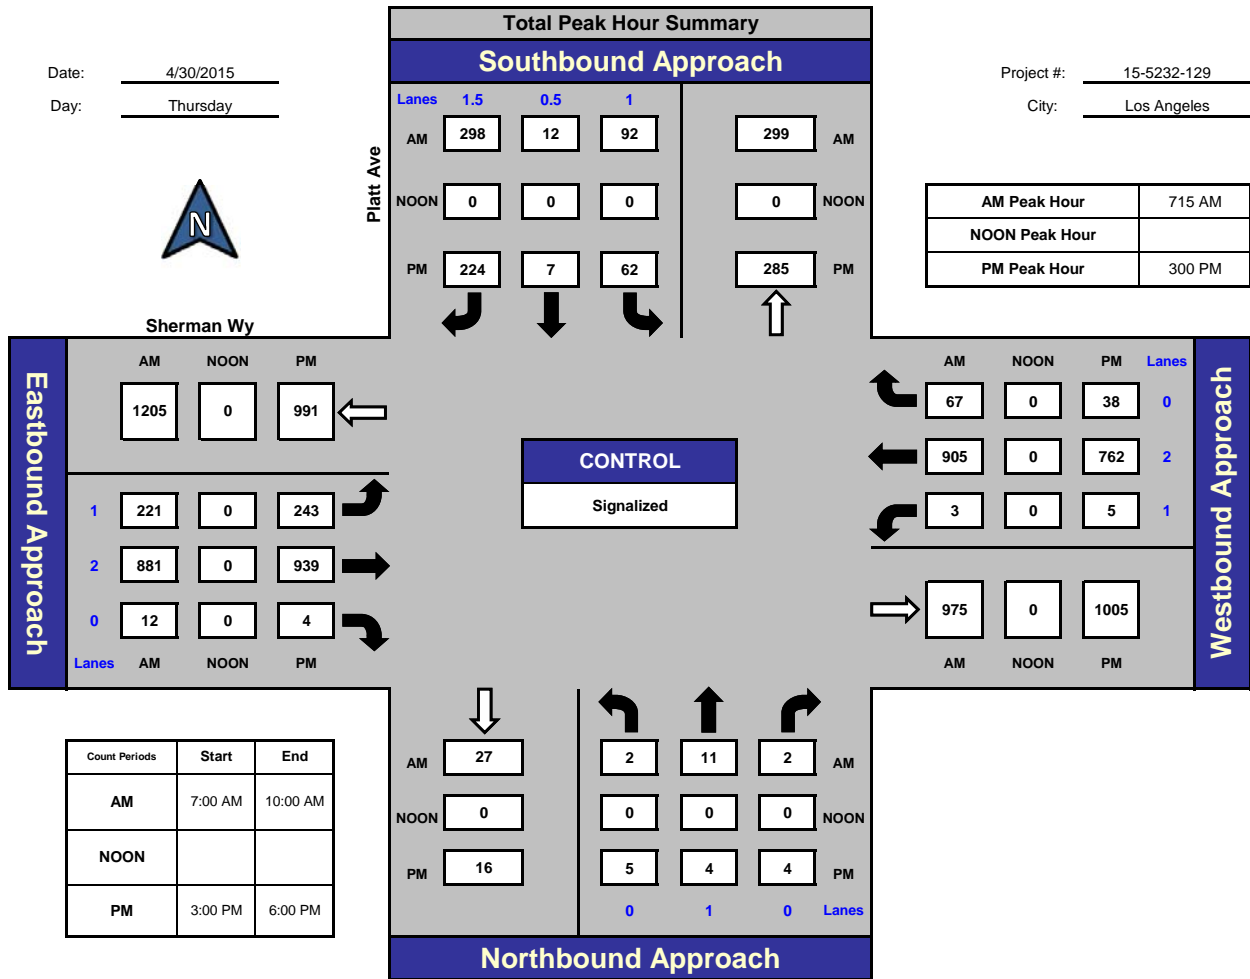 Total Peak Hour Summary
Southbound Approach
Date: 4/30/2015
Day: Thursday
Project #: 15-5232-129
City: Los Angeles
Lanes 1.5 0.5 1
AM 298 12 92 299 AM
NOON 0 0 0 0 NOON
PM 224 7 62 285 PM
Platt Ave
N
AM Peak Hour 715 AM
NOON Peak Hour
PM Peak Hour 300 PM
Sherman Wy
Eastbound Approach
AM NOON PM
1205 0 991
1 221 0 243
2 881 0 939
0 12 0 4
Lanes AM NOON PM
CONTROL
Signalized
AM NOON PM Lanes
67 0 38 0
905 0 762 2
3 0 5 1
975 0 1005
AM NOON PM
Westbound Approach
Count Periods Start End
AM 7:00 AM 10:00 AM
NOON
PM 3:00 PM 6:00 PM
AM 27 2 11 2 AM
NOON 0 0 0 0 NOON
PM 16 5 4 4 PM
0 1 0 Lanes
Northbound Approach